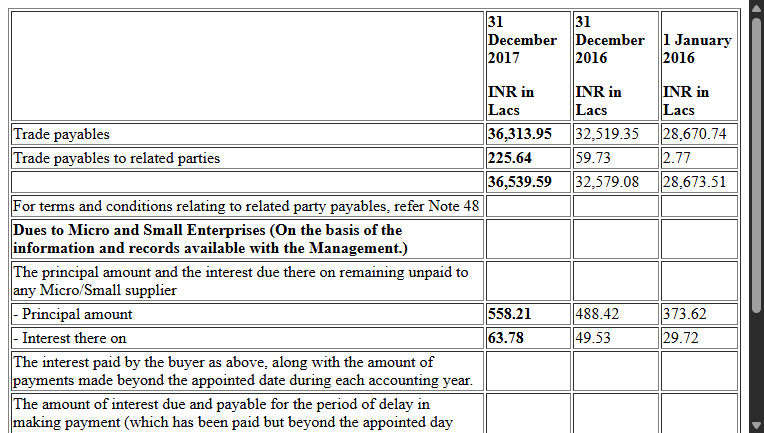 31 December 2017 INR in Lacs | 31 December 2016 INR in Lacs | 1 January 2016 INR in Lacs
Trade payables 36,313.95 32,519.35 28,670.74
Trade payables to related parties 225.64 59.73 2.77
36,539.59 32,579.08 28,673.51
For terms and conditions relating to related party payables, refer Note 48
Dues to Micro and Small Enterprises (On the basis of the
information and records available with the Management.)
The principal amount and the interest due there on remaining unpaid to
any Micro/Small supplier
- Principal amount 558.21 488.42 373.62
- Interest there on 63.78 49.53 29.72
The interest paid by the buyer as above, along with the amount of
payments made beyond the appointed date during each accounting year.
The amount of interest due and payable for the period of delay in
making payment (which has been paid but beyond the appointed day